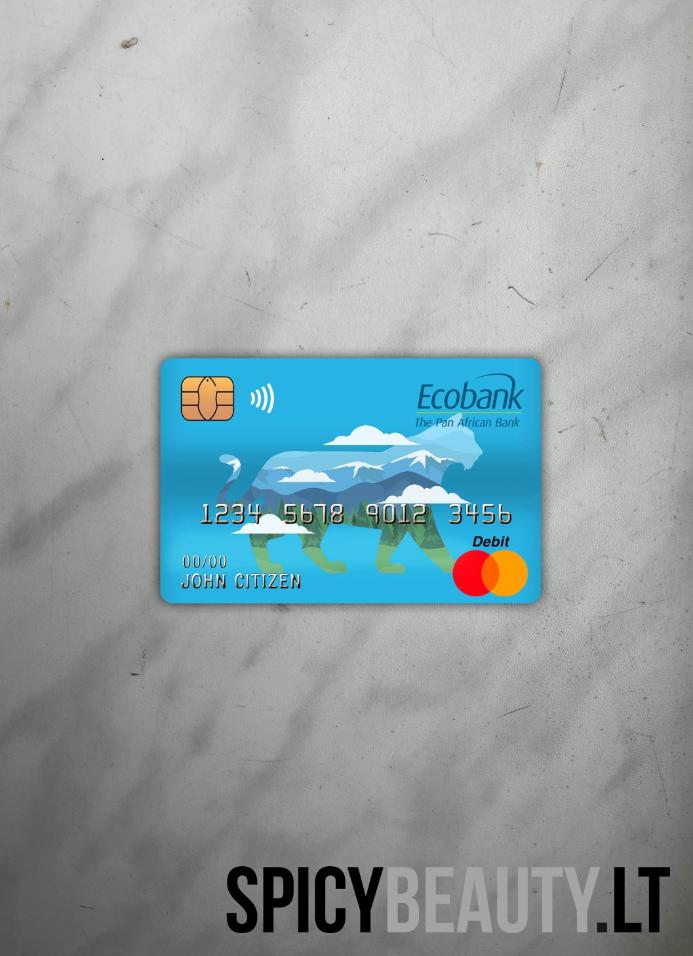 Ecobank
The Pan African Bank
1234 5678 9012 3456
Debit
00/00
JOHN CITIZEN
SPICYBEAUTY.LT